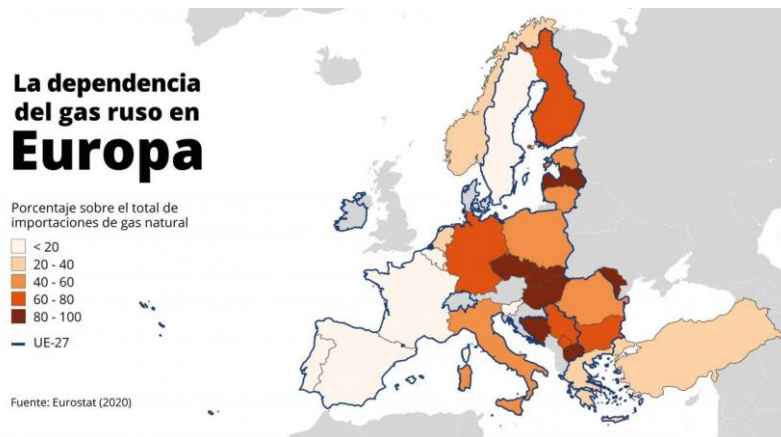 La dependencia
del gas ruso en
Europa
Porcentaje sobre el total de
importaciones de gas natural
< 20
20 - 40
40 - 60
60 - 80
80 - 100
UE-27
Fuente: Eurostat (2020)